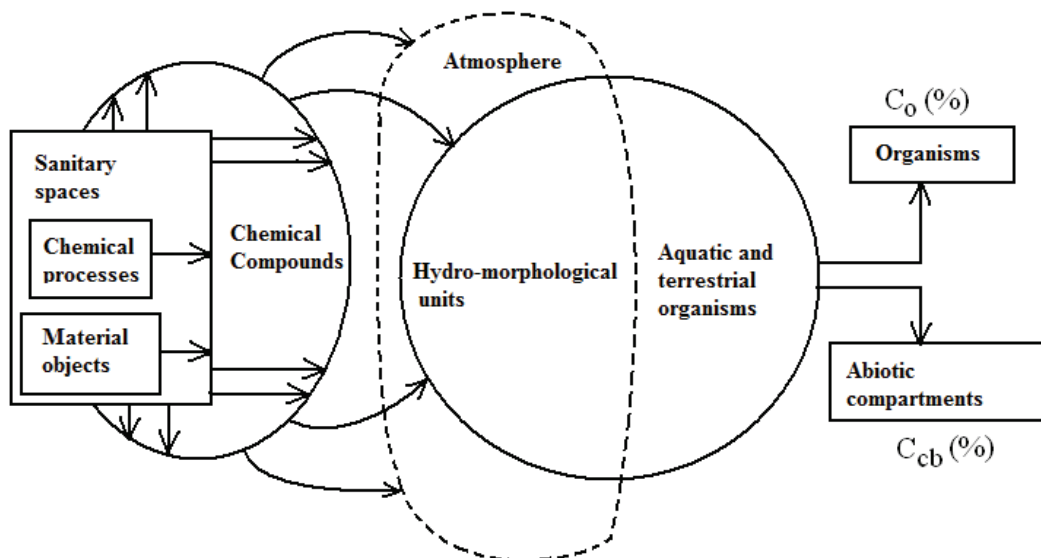 Atmosphere
Sanitary
spaces
Chemical
processes
Material
objects
Chemical
Compounds
Hydro-morphological
units
Aquatic and
terrestrial
organisms
Co (%)
Organisms
Abiotic
compartments
Ccb (%)